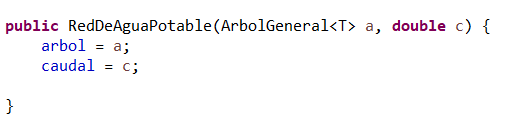 public RedDeAguaPotable(ArbolGeneral<T> a, double c) {
    arbol = a;
    caudal = c;
}